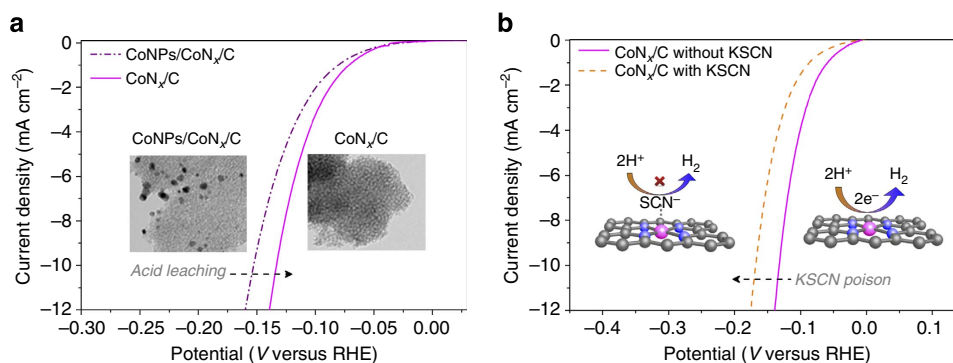 a
CoNPs/CoNₓ/C
CoNₓ/C
0
−2
−4
−6
−8
−10
−12
Current density (mA cm⁻²)
CoNPs/CoNₓ/C
CoNₓ/C
Acid leaching
−0.30
−0.25
−0.20
−0.15
−0.10
−0.05
0.00
Potential (V versus RHE)
b
CoNₓ/C without KSCN
CoNₓ/C with KSCN
0
−2
−4
−6
−8
−10
−12
Current density (mA cm⁻²)
2H⁺
H₂
SCN⁻
2H⁺
H₂
2e⁻
KSCN poison
−0.4
−0.3
−0.2
−0.1
0.0
0.1
Potential (V versus RHE)